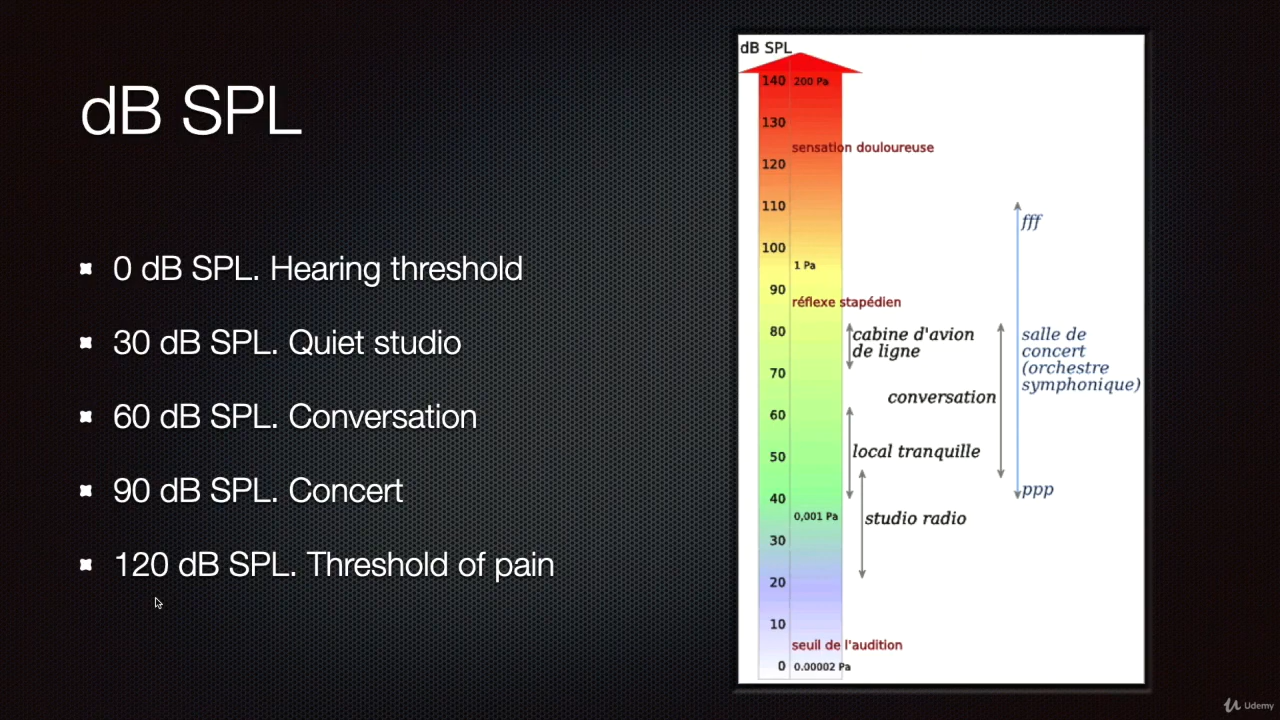 dB SPL
0 dB SPL. Hearing threshold
30 dB SPL. Quiet studio
60 dB SPL. Conversation
90 dB SPL. Concert
120 dB SPL. Threshold of pain
dB SPL
140 200 Pa
130
sensation douloureuse
120
110
fff
100
1 Pa
90
réflexe stapédien
80
cabine d'avion
de ligne
salle de
concert
(orchestre
symphonique)
70
conversation
60
local tranquille
50
ppp
40
0,001 Pa
studio radio
30
20
10
seuil de l'audition
0 0.00002 Pa
Udemy